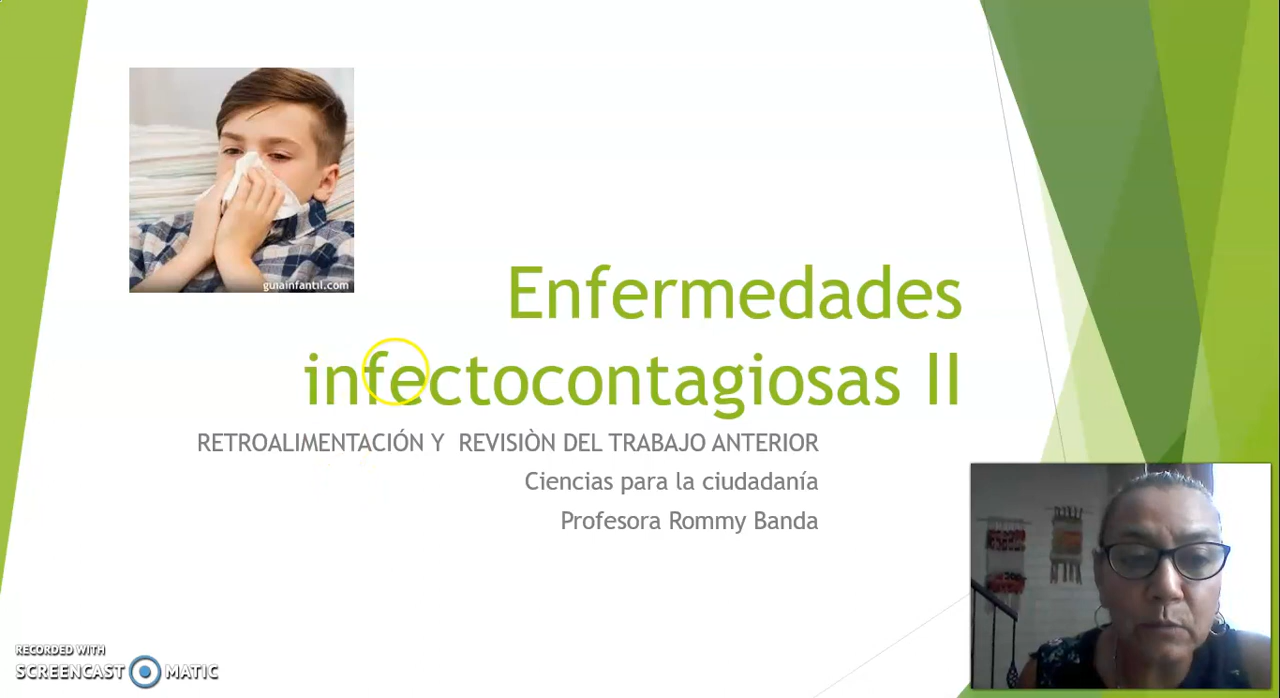 guiainfantil.com
Enfermedades
infectocontagiosas II
RETROALIMENTACIÓN Y  REVISIÒN DEL TRABAJO ANTERIOR
Ciencias para la ciudadanía
Profesora Rommy Banda
RECORDED WITH
SCREENCAST MATIC